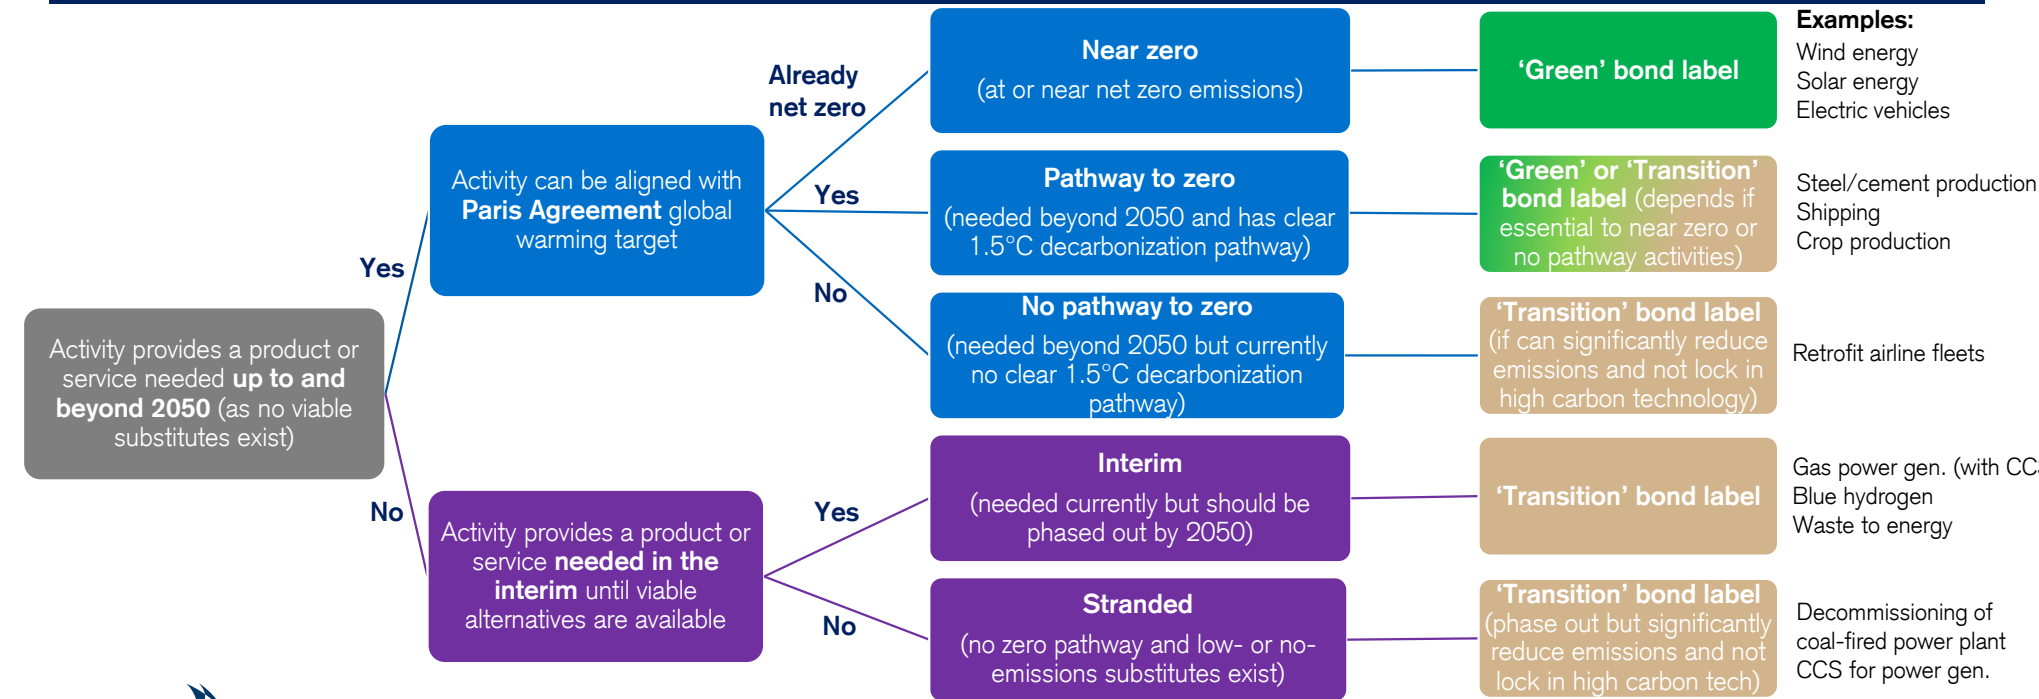 Activity provides a product or
service needed up to and
beyond 2050 (as no viable
substitutes exist)
Yes
No
Activity can be aligned with
Paris Agreement global
warming target
Activity provides a product or
service needed in the
interim until viable
alternatives are available
Already
net zero
Yes
No
Yes
No
Near zero
(at or near net zero emissions)
Pathway to zero
(needed beyond 2050 and has clear
1.5°C decarbonization pathway)
No pathway to zero
(needed beyond 2050 but currently
no clear 1.5°C decarbonization
pathway)
Interim
(needed currently but should be
phased out by 2050)
Stranded
(no zero pathway and low- or no-
emissions substitutes exist)
‘Green’ bond label
‘Green’ or ‘Transition’
bond label (depends if
essential to near zero or
no pathway activities)
‘Transition’ bond label
(if can significantly reduce
emissions and not lock in
high carbon technology)
‘Transition’ bond label
‘Transition’ bond label
(phase out but significantly
reduce emissions and not
lock in high carbon tech)
Examples:
Wind energy
Solar energy
Electric vehicles
Steel/cement production
Shipping
Crop production
Retrofit airline fleets
Gas power gen. (with CC
Blue hydrogen
Waste to energy
Decommissioning of
coal-fired power plant
CCS for power gen.